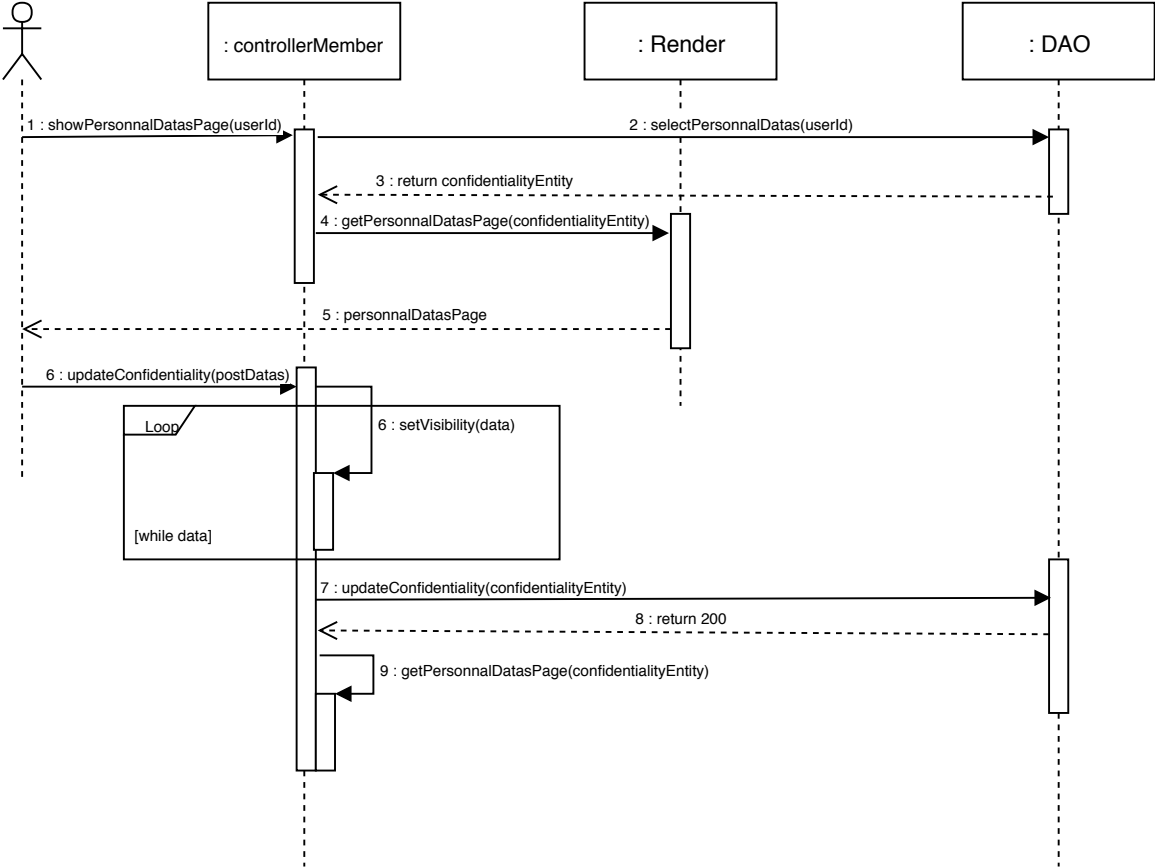 : controllerMember
: Render
: DAO
1 : showPersonnalDatasPage(userId)
2 : selectPersonnalDatas(userId)
3 : return confidentialityEntity
4 : getPersonnalDatasPage(confidentialityEntity)
5 : personnalDatasPage
6 : updateConfidentiality(postDatas)
Loop
6 : setVisibility(data)
[while data]
7 : updateConfidentiality(confidentialityEntity)
8 : return 200
9 : getPersonnalDatasPage(confidentialityEntity)